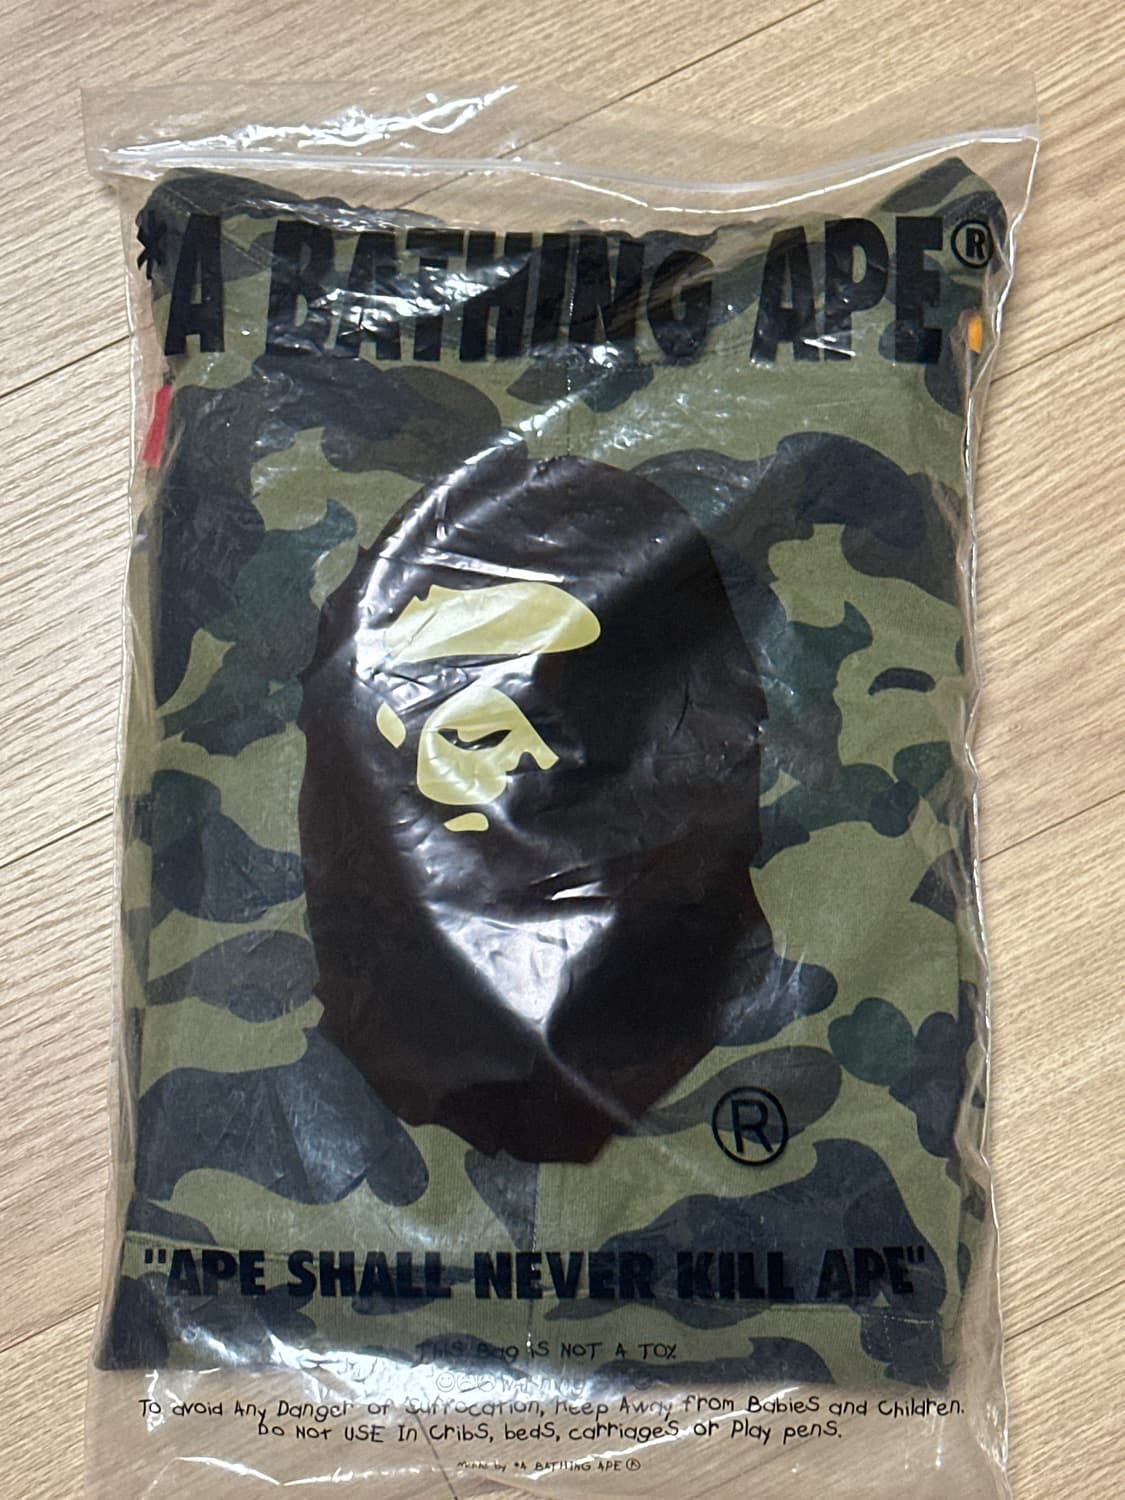 *A BATHING APE®
®
"APE SHALL NEVER KILL APE"
This Bag iS NOT A TOY.
To avoid Any Danger of Suffocation, Keep Away from BabieS and Children.
Do NoT USE In CribS, bedS, carriageS or Play penS.
by *A BATHING APE®